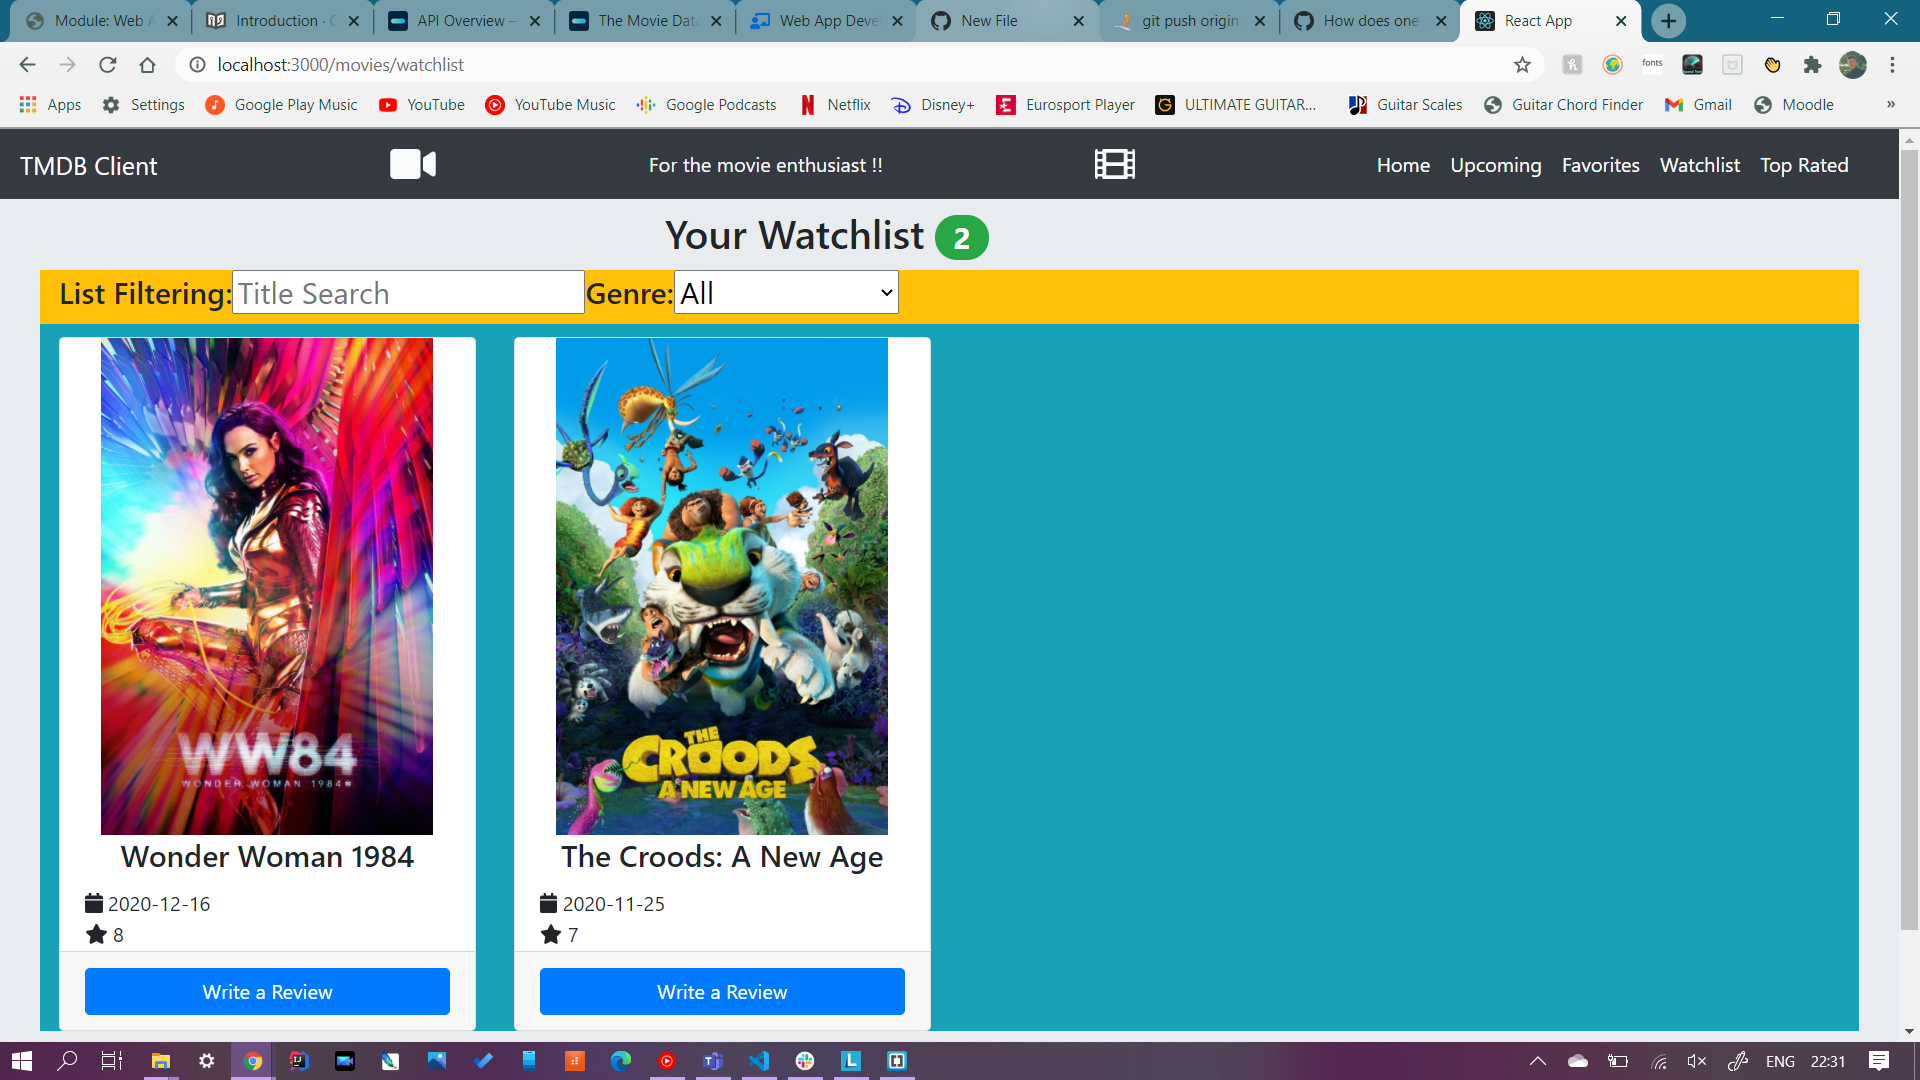 Module: Web A
Introduction · G
API Overview —
The Movie Data
Web App Devel
New File
git push origin
How does one
React App
localhost:3000/movies/watchlist
fonts
Apps
Settings
Google Play Music
YouTube
YouTube Music
Google Podcasts
Netflix
Disney+
Eurosport Player
ULTIMATE GUITAR...
Guitar Scales
Guitar Chord Finder
Gmail
Moodle
»
TMDB Client
For the movie enthusiast !!
Home
Upcoming
Favorites
Watchlist
Top Rated
Your Watchlist 2
List Filtering: Title Search Genre: All
WW84
WONDER WOMAN 1984
THE
CROODS
A NEW AGE
Wonder Woman 1984
2020-12-16
8
Write a Review
The Croods: A New Age
2020-11-25
7
Write a Review
ENG
22:31